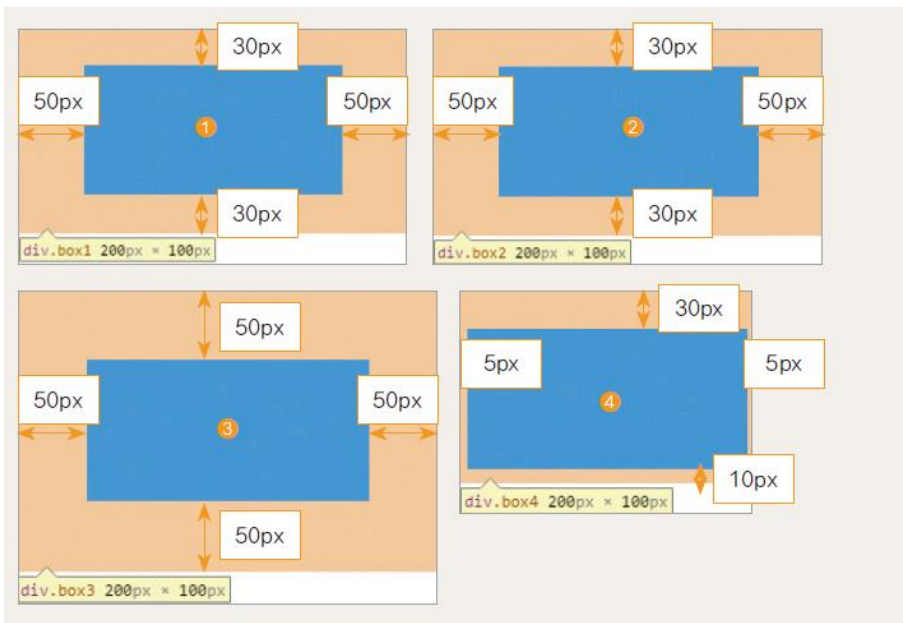 30px
30px
50px
50px
50px
50px
1
2
30px
30px
div.box1 200px × 100px
div.box2 200px × 100px
50px
30px
5px
5px
50px
50px
3
4
10px
50px
div.box4 200px × 100px
div.box3 200px × 100px